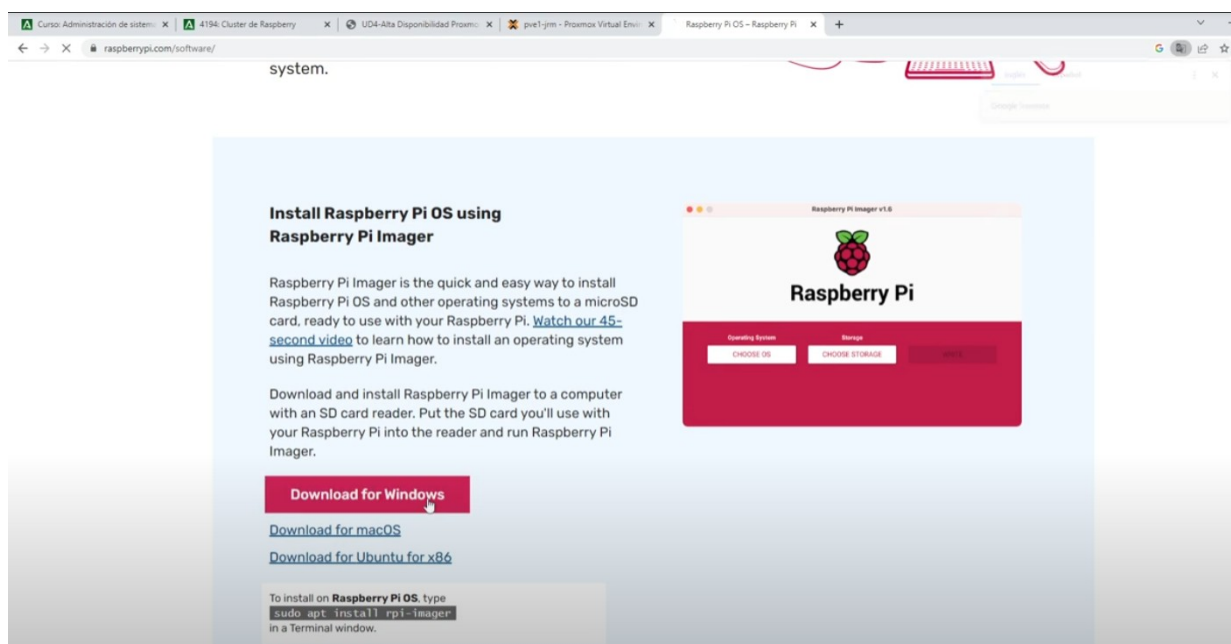 Curso: Administración de sistem
4194: Cluster de Raspberry
UD4-Alta Disponibilidad Proxmo
pve1-jrm - Proxmox Virtual Envir
Raspberry Pi OS – Raspberry Pi
raspberrypi.com/software/
system.
Install Raspberry Pi OS using
Raspberry Pi Imager
Raspberry Pi Imager is the quick and easy way to install
Raspberry Pi OS and other operating systems to a microSD
card, ready to use with your Raspberry Pi. Watch our 45-
second video to learn how to install an operating system
using Raspberry Pi Imager.
Download and install Raspberry Pi Imager to a computer
with an SD card reader. Put the SD card you'll use with
your Raspberry Pi into the reader and run Raspberry Pi
Imager.
Download for Windows
Download for macOS
Download for Ubuntu for x86
To install on Raspberry Pi OS, type
sudo apt install rpi-imager
in a Terminal window.
Raspberry Pi Imager v1.6
Raspberry Pi
Operating System
Storage
CHOOSE OS
CHOOSE STORAGE